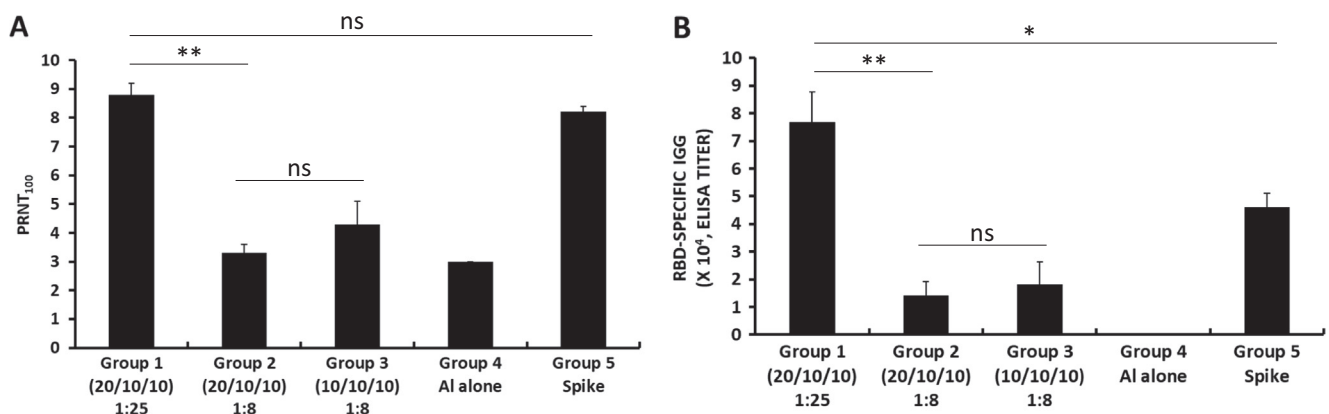 A
ns
**
10
9
8
7
6
5
4
3
2
1
0
PRNT₁₀₀
ns
Group 1 Group 2 Group 3 Group 4 Group 5
(20/10/10) (20/10/10) (10/10/10) Al alone Spike
1:25 1:8 1:8
B
*
**
10
9
8
7
6
5
4
3
2
1
0
RBD-SPECIFIC IGG
(X 10⁴, ELISA TITER)
ns
Group 1 Group 2 Group 3 Group 4 Group 5
(20/10/10) (20/10/10) (10/10/10) Al alone Spike
1:25 1:8 1:8